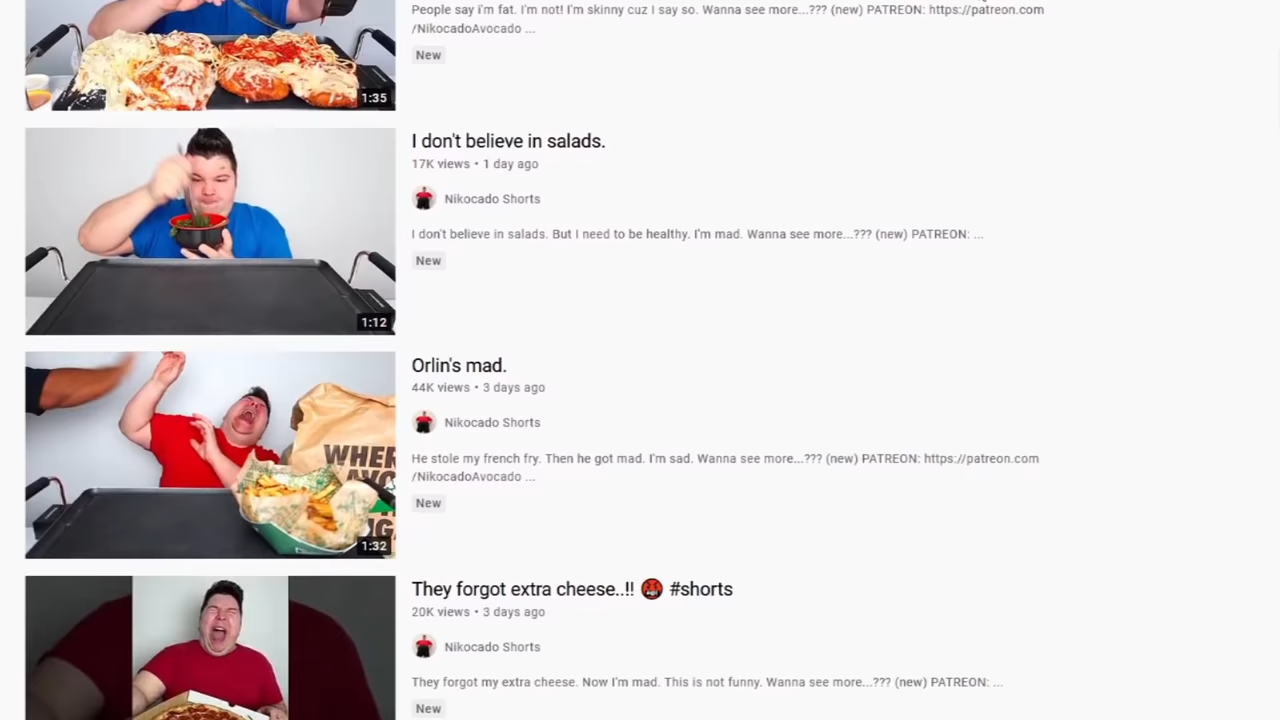 People say i'm fat. I'm not! I'm skinny cuz I say so. Wanna see more...??? (new) PATREON: https://patreon.com
/NikocadoAvocado ...
New
1:35
I don't believe in salads.
17K views • 1 day ago
Nikocado Shorts
I don't believe in salads. But I need to be healthy. I'm mad. Wanna see more...??? (new) PATREON: ...
New
1:12
Orlin's mad.
44K views • 3 days ago
Nikocado Shorts
He stole my french fry. Then he got mad. I'm sad. Wanna see more...??? (new) PATREON: https://patreon.com
/NikocadoAvocado ...
New
1:32
They forgot extra cheese..!! 🤬 #shorts
20K views • 3 days ago
Nikocado Shorts
They forgot my extra cheese. Now I'm mad. This is not funny. Wanna see more...??? (new) PATREON: ...
New